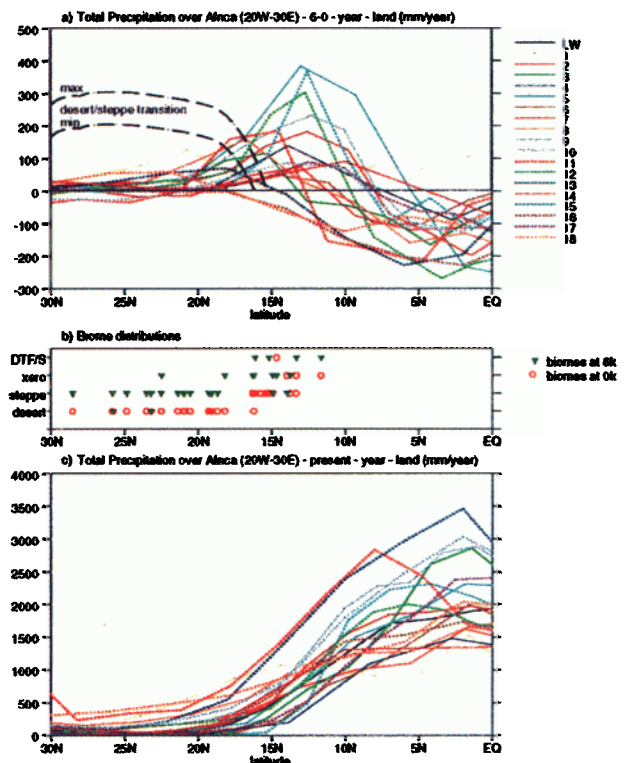 a) Total Precipitation over Africa (20W-30E) - 6-0 - year - land (mm/year)
500
400
300
200
100
0
-100
-200
-300
max
desert/steppe transition
min
30N 25N 20N 15N 10N 5N EQ
latitude
LW
1
2
3
4
5
6
7
8
9
10
11
12
13
14
15
16
17
18
b) Biome distributions
DTF/S
xero
steppe
desert
30N 25N 20N 15N 10N 5N EQ
biomes at 6k
biomes at 0k
c) Total Precipitation over Africa (20W-30E) - present - year - land (mm/year)
4000
3500
3000
2500
2000
1500
1000
500
0
30N 25N 20N 15N 10N 5N EQ
latitude